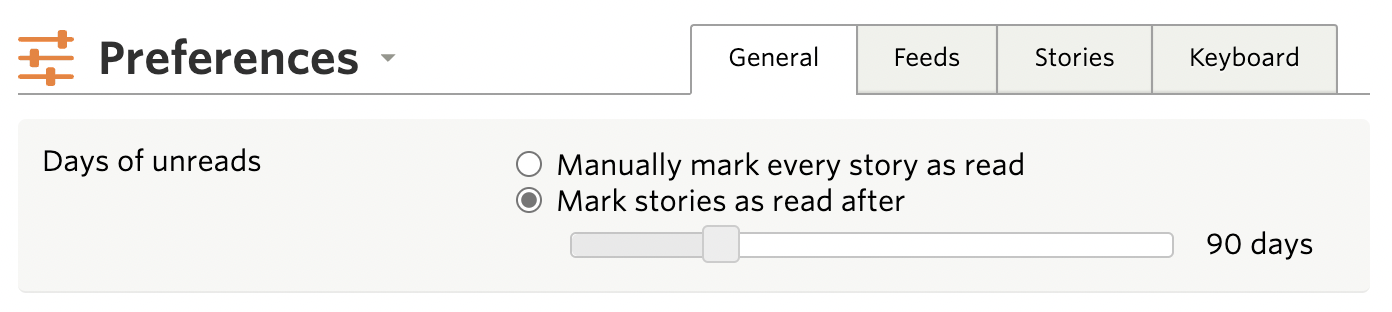 Preferences
General
Feeds
Stories
Keyboard
Days of unreads
Manually mark every story as read
Mark stories as read after
90 days